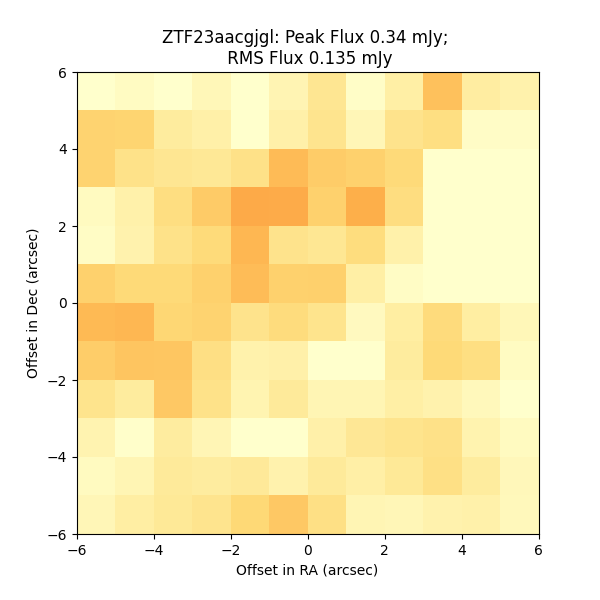 ZTF23aacgjgl: Peak Flux 0.34 mJy;
RMS Flux 0.135 mJy
6
4
2
0
−2
−4
−6
Offset in Dec (arcsec)
−6 −4 −2 0 2 4 6
Offset in RA (arcsec)